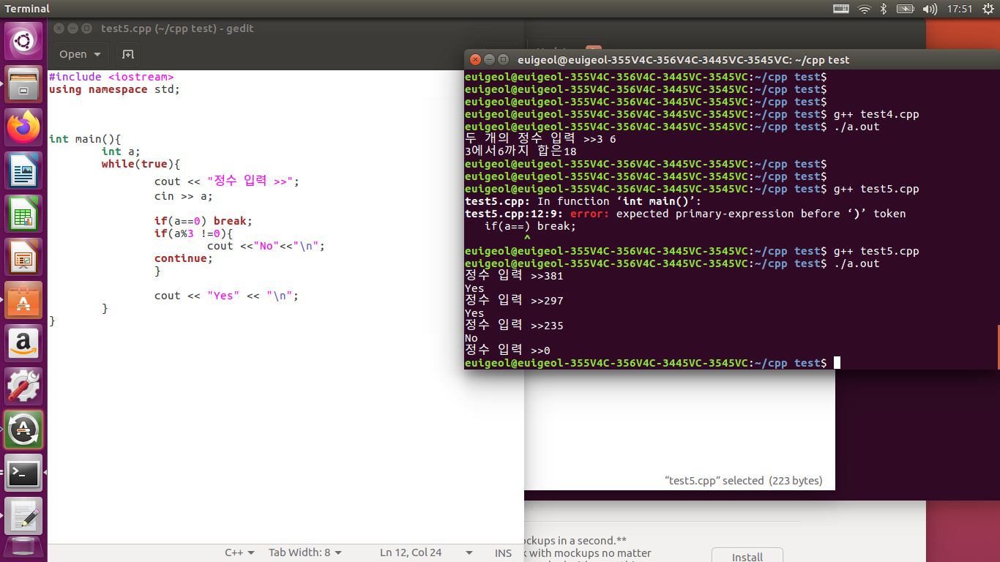 Terminal
17:51
test5.cpp (~/cpp test) - gedit
Open
#include <iostream>
using namespace std;
int main(){
int a;
while(true){
cout << "정수 입력 >>";
cin >> a;
if(a==0) break;
if(a%3 !=0){
cout <<"No"<<"\n";
continue;
}
cout << "Yes" << "\n";
}
}
C++
Tab Width: 8
Ln 12, Col 24
INS
euigeol@euigeol-355V4C-356V4C-3445VC-3545VC: ~/cpp test
euigeol@euigeol-355V4C-356V4C-3445VC-3545VC:~/cpp test$
euigeol@euigeol-355V4C-356V4C-3445VC-3545VC:~/cpp test$
euigeol@euigeol-355V4C-356V4C-3445VC-3545VC:~/cpp test$
euigeol@euigeol-355V4C-356V4C-3445VC-3545VC:~/cpp test$ g++ test4.cpp
euigeol@euigeol-355V4C-356V4C-3445VC-3545VC:~/cpp test$ ./a.out
두 개의 정수 입력 >>3 6
3에서6까지 합은18
euigeol@euigeol-355V4C-356V4C-3445VC-3545VC:~/cpp test$
euigeol@euigeol-355V4C-356V4C-3445VC-3545VC:~/cpp test$
euigeol@euigeol-355V4C-356V4C-3445VC-3545VC:~/cpp test$ g++ test5.cpp
test5.cpp: In function ‘int main()’:
test5.cpp:12:9: error: expected primary-expression before ‘)’ token
if(a==) break;
^
euigeol@euigeol-355V4C-356V4C-3445VC-3545VC:~/cpp test$ g++ test5.cpp
euigeol@euigeol-355V4C-356V4C-3445VC-3545VC:~/cpp test$ ./a.out
정수 입력 >>381
Yes
정수 입력 >>297
Yes
정수 입력 >>235
No
정수 입력 >>0
euigeol@euigeol-355V4C-356V4C-3445VC-3545VC:~/cpp test$
“test5.cpp” selected (223 bytes)
ockups in a second.**
with mockups no matter
Install